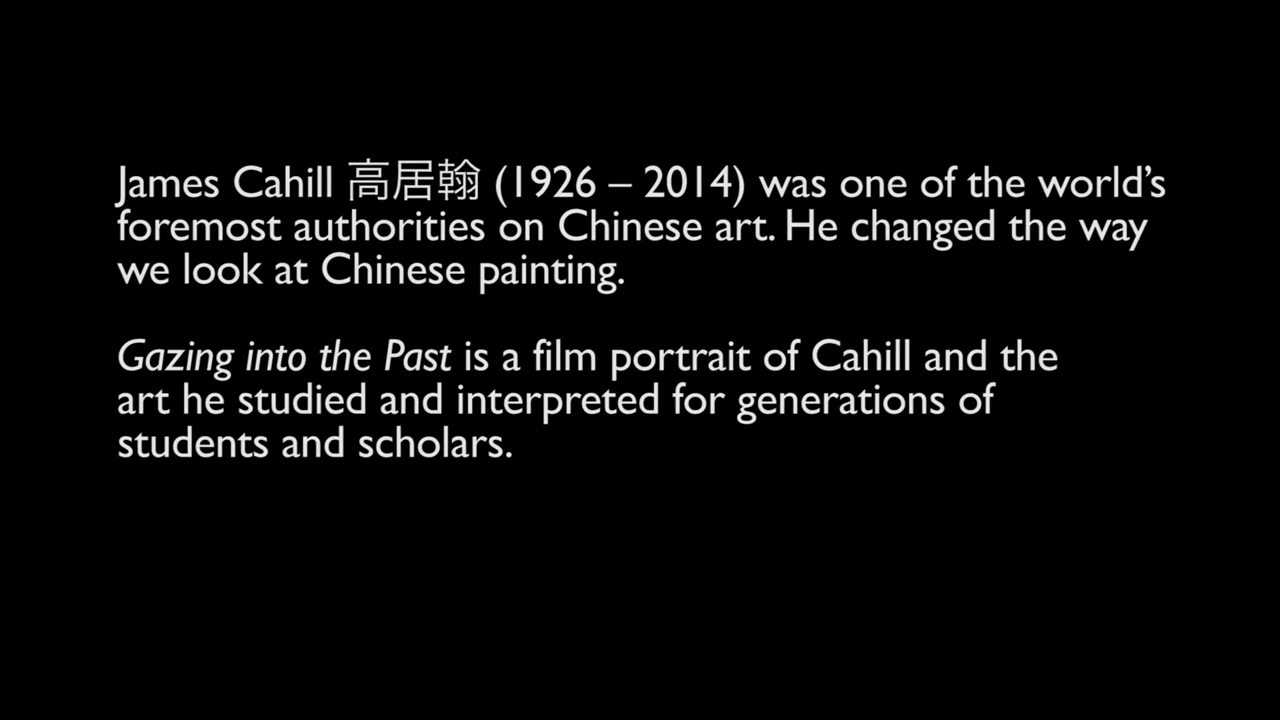 James Cahill 高居翰 (1926 – 2014) was one of the world’s
foremost authorities on Chinese art. He changed the way
we look at Chinese painting.
Gazing into the Past is a film portrait of Cahill and the
art he studied and interpreted for generations of
students and scholars.